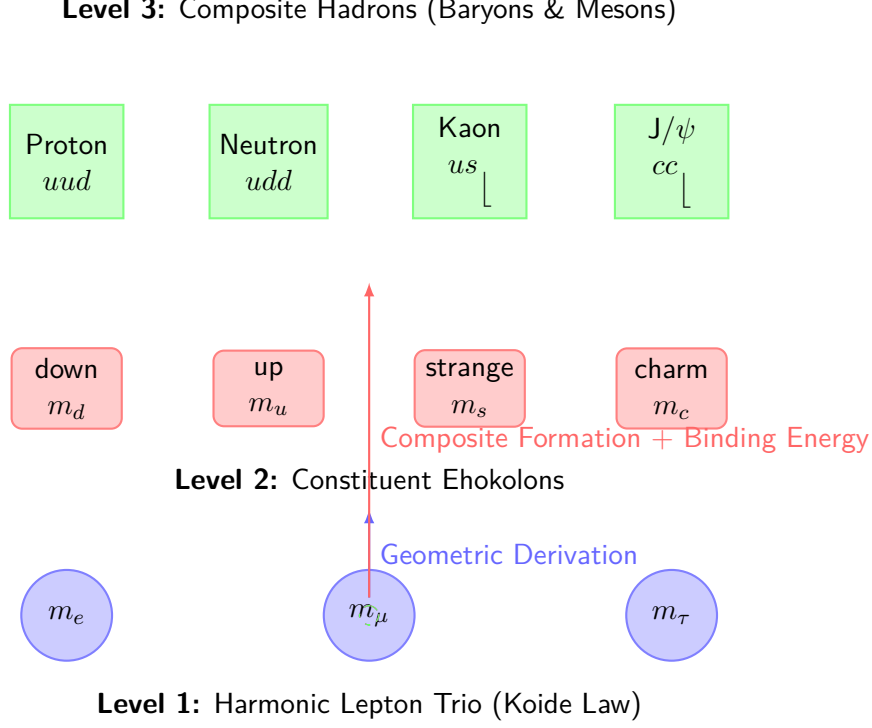 Level 3: Composite Hadrons (Baryons & Mesons)
Proton
uud
Neutron
udd
Kaon
us
⌊
J/ψ
cc
⌊
down
m_d
up
m_u
strange
m_s
charm
m_c
Composite Formation + Binding Energy
Level 2: Constituent Ehokolons
Geometric Derivation
m_e
m_μ
m_τ
Level 1: Harmonic Lepton Trio (Koide Law)